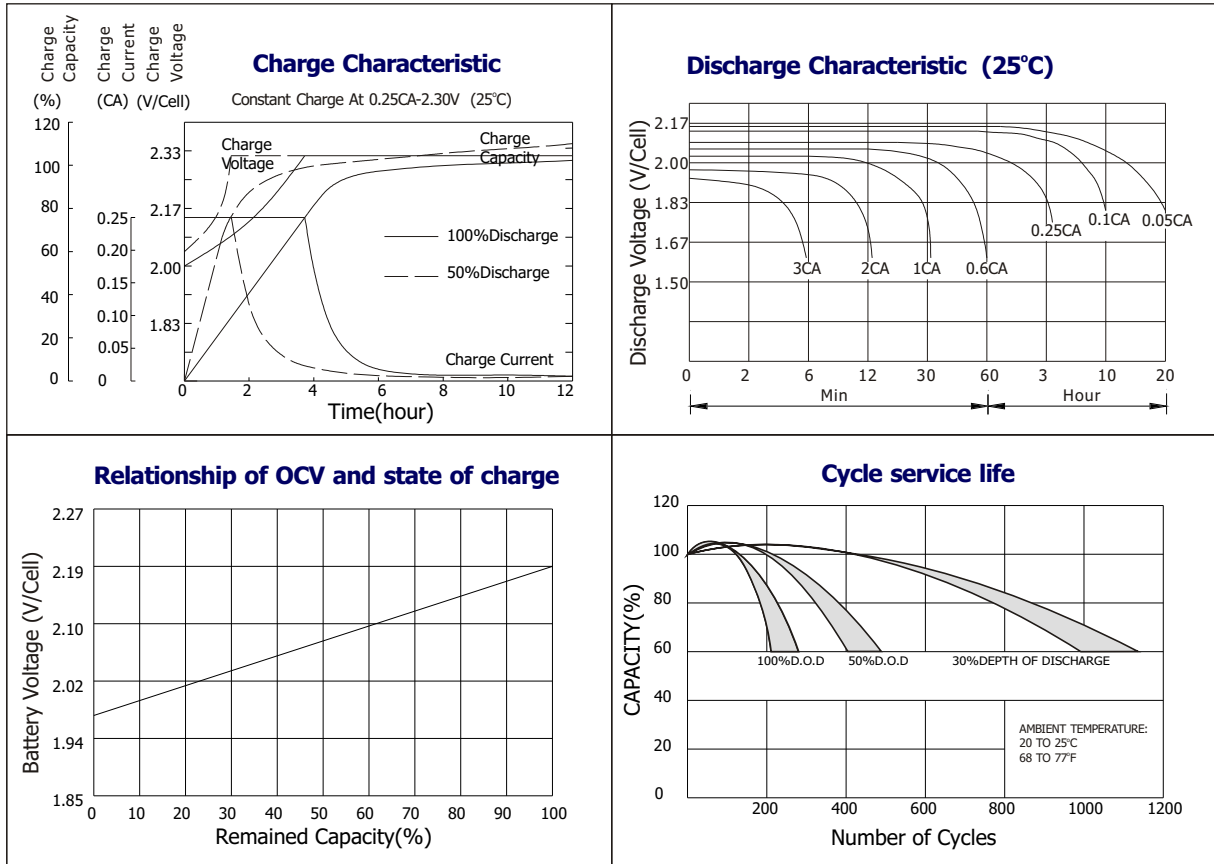 Charge Capacity
Charge Current
Charge Voltage
(%)
(CA)
(V/Cell)
Charge Characteristic
Constant Charge At 0.25CA-2.30V (25°C)
120
100
80
60
40
20
0
0.25
0.20
0.15
0.10
0.05
0
2.33
2.17
2.00
1.83
Charge Voltage
Charge Capacity
100%Discharge
50%Discharge
Charge Current
0 2 4 6 8 10 12
Time(hour)
Discharge Characteristic (25°C)
Discharge Voltage (V/Cell)
2.17
2.00
1.83
1.67
1.50
3CA
2CA
1CA
0.6CA
0.25CA
0.1CA
0.05CA
0 2 6 12 30 60 3 10 20
Min
Hour
Relationship of OCV and state of charge
Battery Voltage (V/Cell)
2.27
2.19
2.10
2.02
1.94
1.85
0 10 20 30 40 50 60 70 80 90 100
Remained Capacity(%)
Cycle service life
CAPACITY(%)
120
100
80
60
40
20
0
100%D.O.D
50%D.O.D
30%DEPTH OF DISCHARGE
AMBIENT TEMPERATURE:
20 TO 25°C
68 TO 77°F
200 400 600 800 1000 1200
Number of Cycles